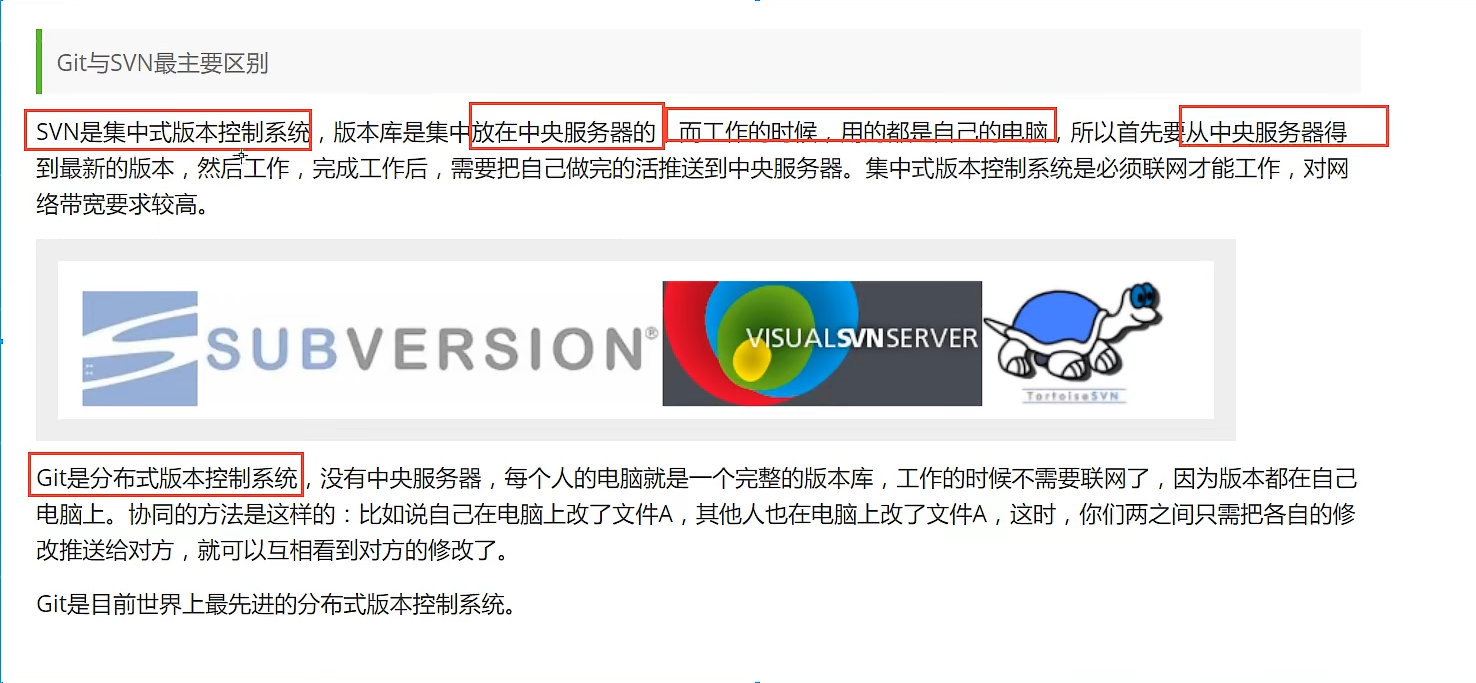 Git与SVN最主要区别
SVN是集中式版本控制系统，版本库是集中放在中央服务器的，而工作的时候，用的都是自己的电脑，所以首先要从中央服务器得
到最新的版本，然后工作，完成工作后，需要把自己做完的活推送到中央服务器。集中式版本控制系统是必须联网才能工作，对网
络带宽要求较高。
SUBVERSION®
VISUALSVNSERVER
TortoiseSVN
Git是分布式版本控制系统，没有中央服务器，每个人的电脑就是一个完整的版本库，工作的时候不需要联网了，因为版本都在自己
电脑上。协同的方法是这样的：比如说自己在电脑上改了文件A，其他人也在电脑上改了文件A，这时，你们两之间只需把各自的修
改推送给对方，就可以互相看到对方的修改了。
Git是目前世界上最先进的分布式版本控制系统。